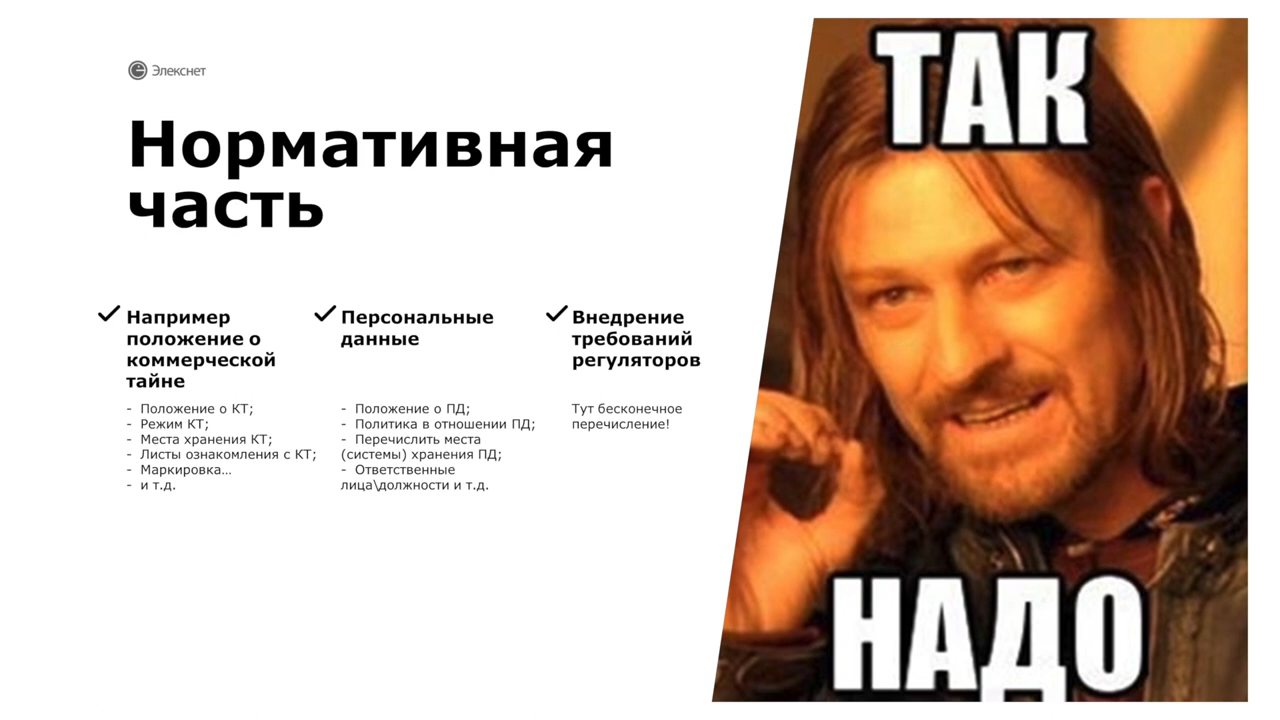 Элекснет
Нормативная
часть
Например
положение о
коммерческой
тайне
- Положение о КТ;
- Режим КТ;
- Места хранения КТ;
- Листы ознакомления с КТ;
- Маркировка…
- и т.д.
Персональные
данные
- Положение о ПД;
- Политика в отношении ПД;
- Перечислить места
(системы) хранения ПД;
- Ответственные
лица\должности и т.д.
Внедрение
требований
регуляторов
Тут бесконечное
перечисление!
ТАК
НАДО